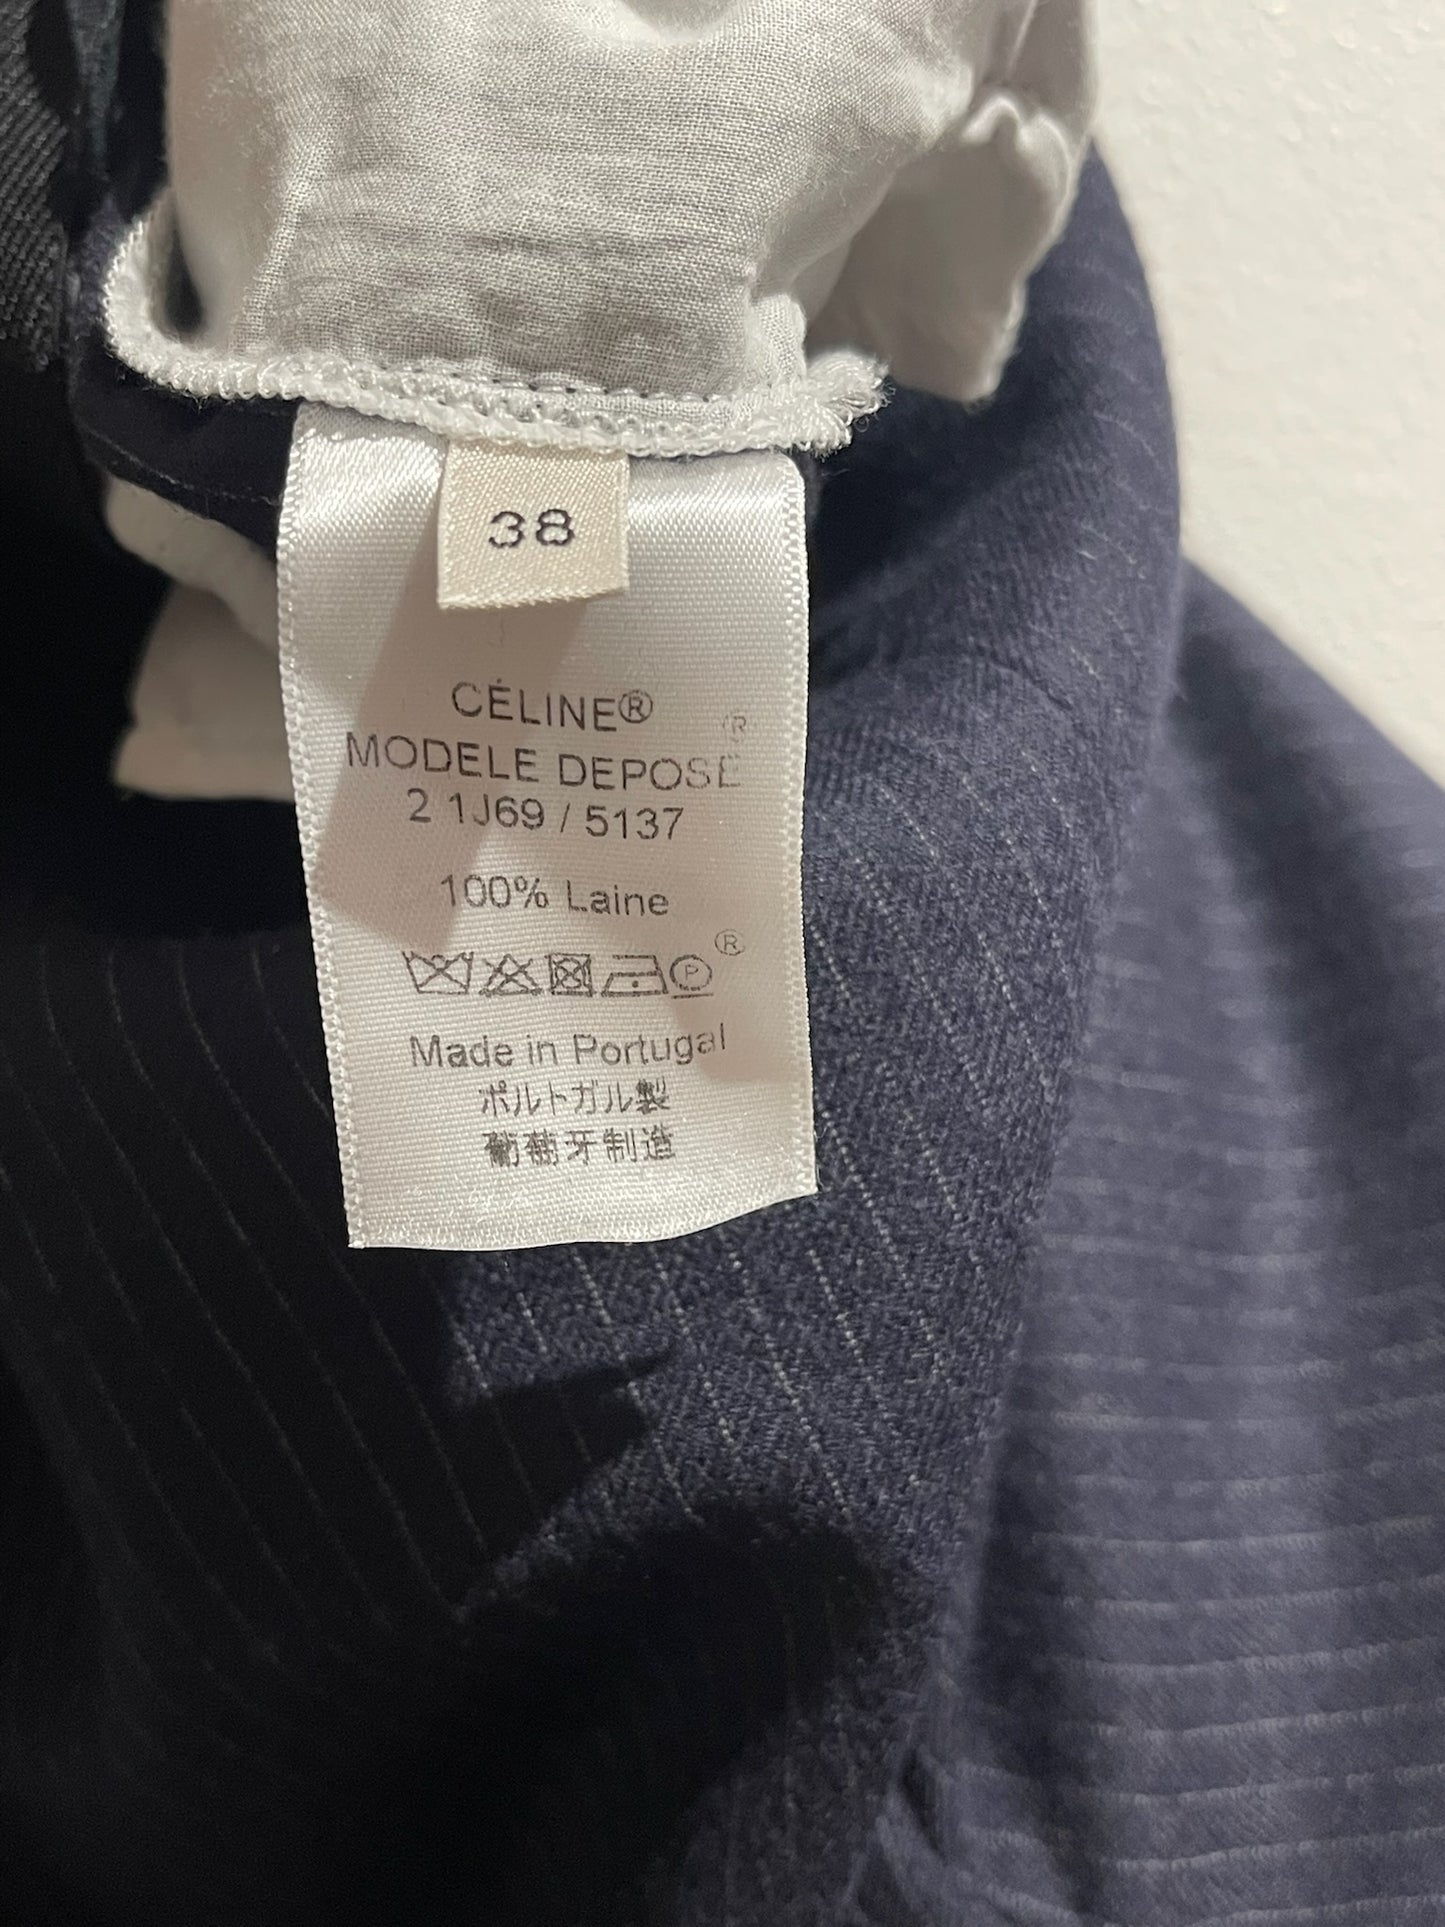 38
CÉLINE®
MODELE DEPOSÉ ®
2 1J69 / 5137
100% Laine
P ®
Made in Portugal
ポルトガル製
葡萄牙制造